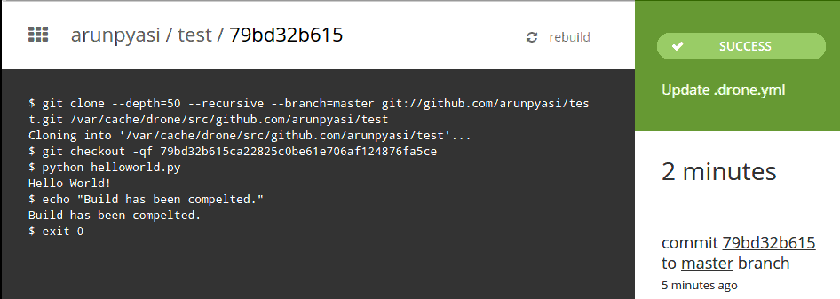 arunpyasi / test / 79bd32b615
rebuild
$ git clone --depth=50 --recursive --branch=master git://github.com/arunpyasi/tes
t.git /var/cache/drone/src/github.com/arunpyasi/test
Cloning into '/var/cache/drone/src/github.com/arunpyasi/test'...
$ git checkout -qf 79bd32b615ca22825c0be61e706af124876fa5ce
$ python helloworld.py
Hello World!
$ echo "Build has been compelted."
Build has been compelted.
$ exit 0
SUCCESS
Update .drone.yml
2 minutes
commit 79bd32b615
to master branch
5 minutes ago